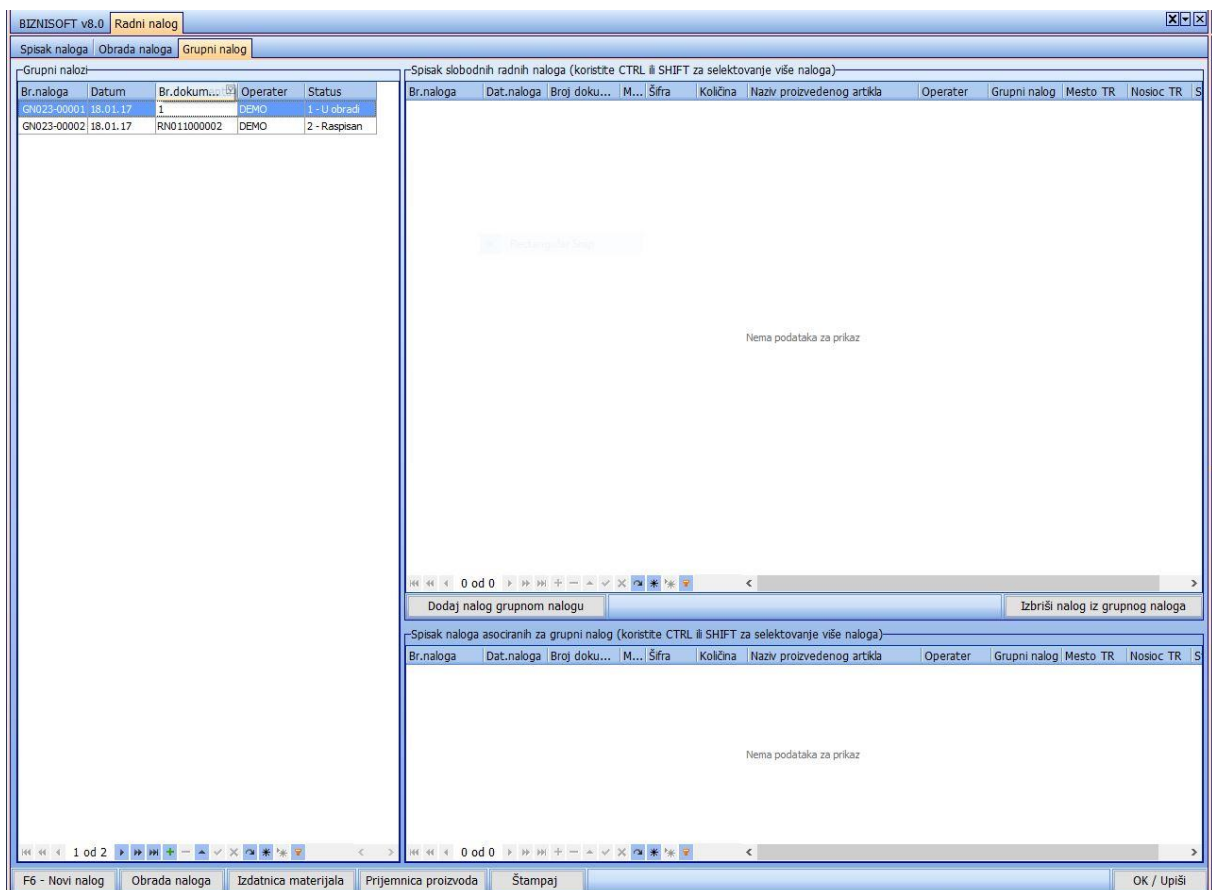 BIZNISOFT v8.0 Radni nalog
Spisak naloga Obrada naloga Grupni nalog
Grupni nalozi
Br.naloga Datum Br.dokum... Operater Status
GN023-00001 18.01.17 1 DEMO 1 - U obradi
GN023-00002 18.01.17 RN011000002 DEMO 2 - Raspisan
1 od 2
Spisak slobodnih radnih naloga (koristite CTRL ili SHIFT za selektovanje više naloga)
Br.naloga Dat.naloga Broj doku... M... Šifra Količina Naziv proizvedenog artikla Operater Grupni nalog Mesto TR Nosioc TR S
Nema podataka za prikaz
0 od 0
Dodaj nalog grupnom nalogu Izbriši nalog iz grupnog naloga
Spisak naloga asociranih za grupni nalog (koristite CTRL ili SHIFT za selektovanje više naloga)
Br.naloga Dat.naloga Broj doku... M... Šifra Količina Naziv proizvedenog artikla Operater Grupni nalog Mesto TR Nosioc TR S
Nema podataka za prikaz
0 od 0
F6 - Novi nalog Obrada naloga Izdatnica materijala Prijemnica proizvoda Štampaj OK / Upiši